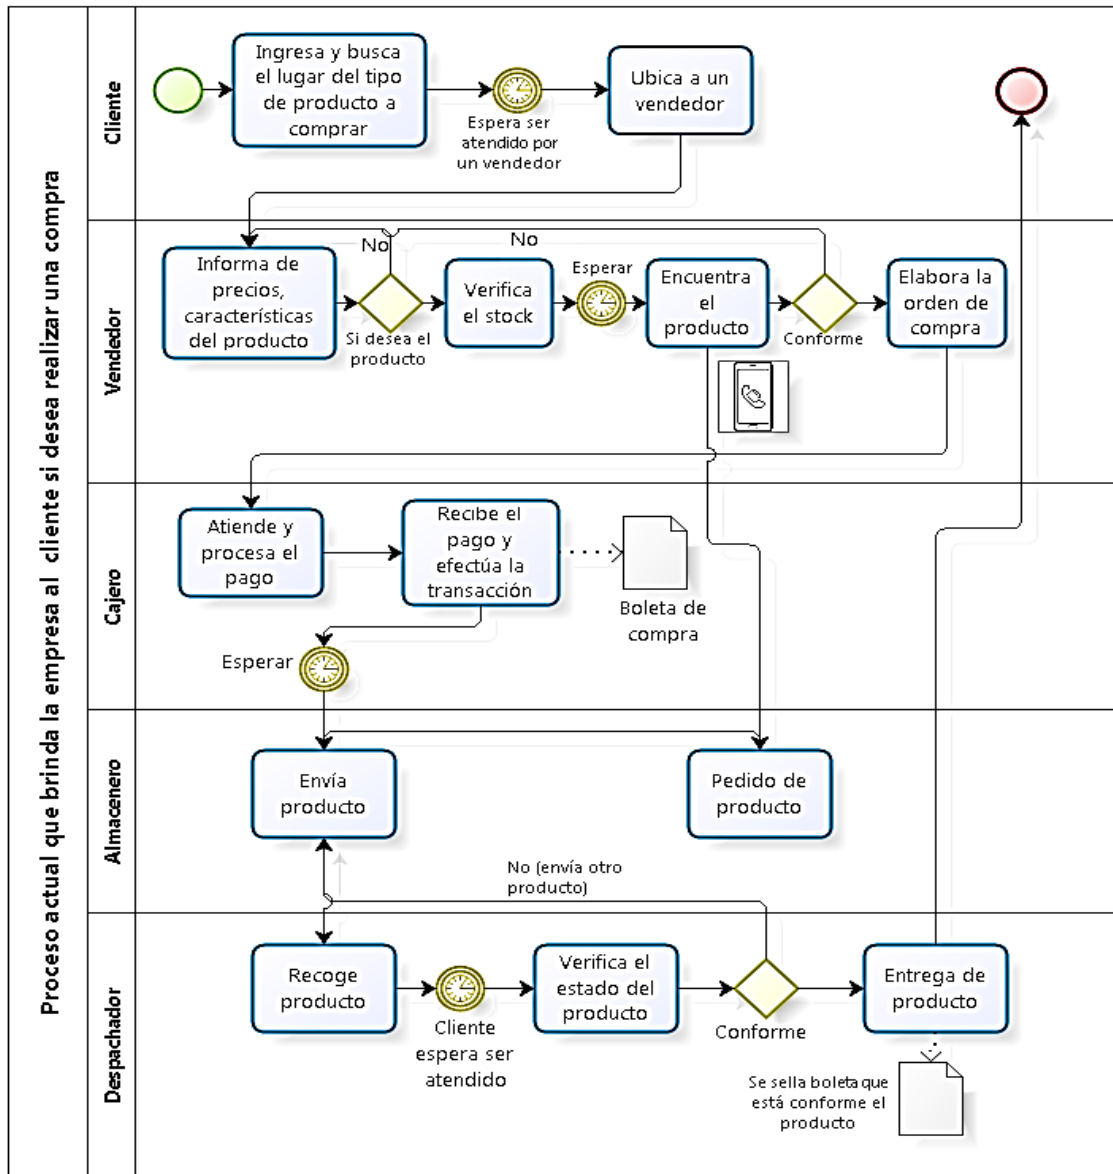 Proceso actual que brinda la empresa al cliente si desea realizar una compra
Cliente
Ingresa y busca
el lugar del tipo
de producto a
comprar
Espera ser
atendido por
un vendedor
Ubica a un
vendedor
Vendedor
Informa de
precios,
características
del producto
No
Si desea el
producto
Verifica
el stock
Esperar
Encuentra
el
producto
No
Conforme
Elabora la
orden de
compra
Cajero
Atiende y
procesa el
pago
Recibe el
pago y
efectúa la
transacción
Boleta de
compra
Esperar
Almacenero
Envía
producto
Pedido de
producto
No (envía otro
producto)
Despachador
Recoge
producto
Cliente
espera ser
atendido
Verifica el
estado del
producto
Conforme
Entrega de
producto
Se sella boleta que
está conforme el
producto